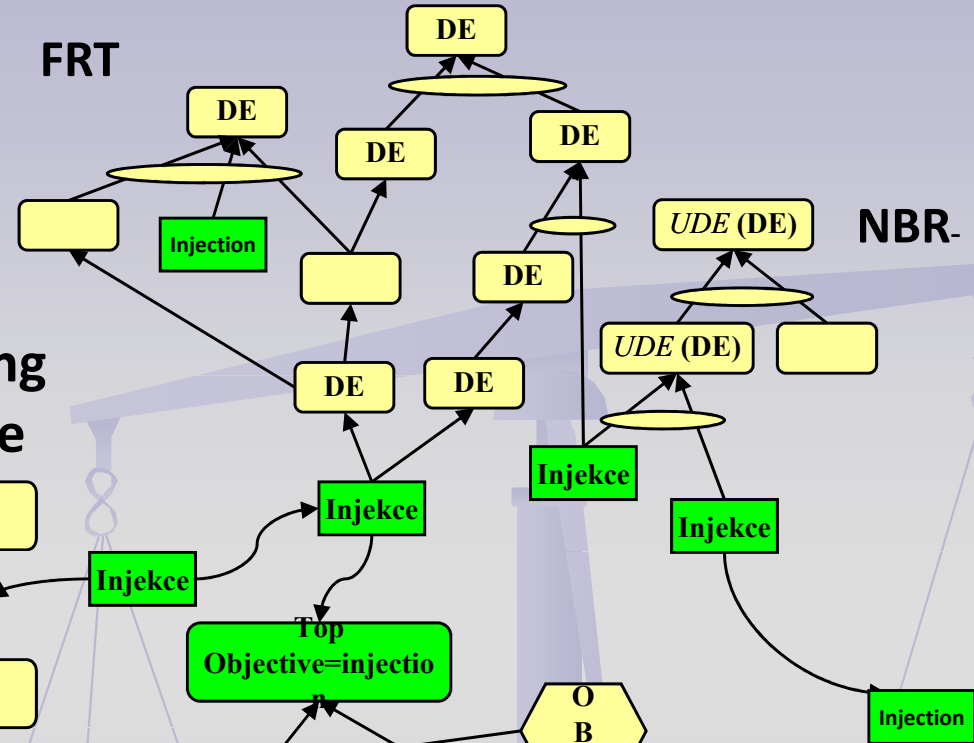 DE
FRT
DE
DE
DE
UDE (DE)
NBR-
Injection
DE
UDE (DE)
ng
DE
DE
e
Injekce
Injekce
Injekce
Injekce
Top
Objective=injectio
n
O
B
Injection